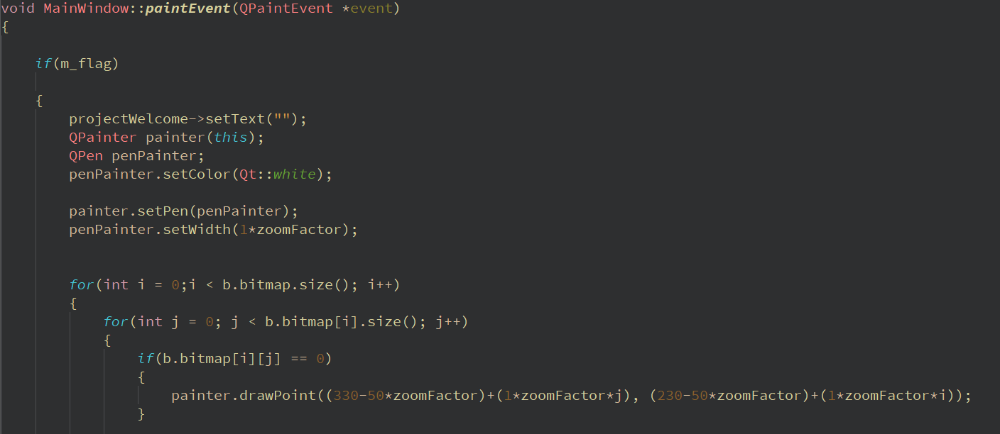 void MainWindow::paintEvent(QPaintEvent *event)
{
if(m_flag)
{
projectWelcome->setText("");
QPainter painter(this);
QPen penPainter;
penPainter.setColor(Qt::white);
painter.setPen(penPainter);
penPainter.setWidth(1*zoomFactor);
for(int i = 0;i < b.bitmap.size(); i++)
{
for(int j = 0; j < b.bitmap[i].size(); j++)
{
if(b.bitmap[i][j] == 0)
{
painter.drawPoint((330-50*zoomFactor)+(1*zoomFactor*j), (230-50*zoomFactor)+(1*zoomFactor*i));
}